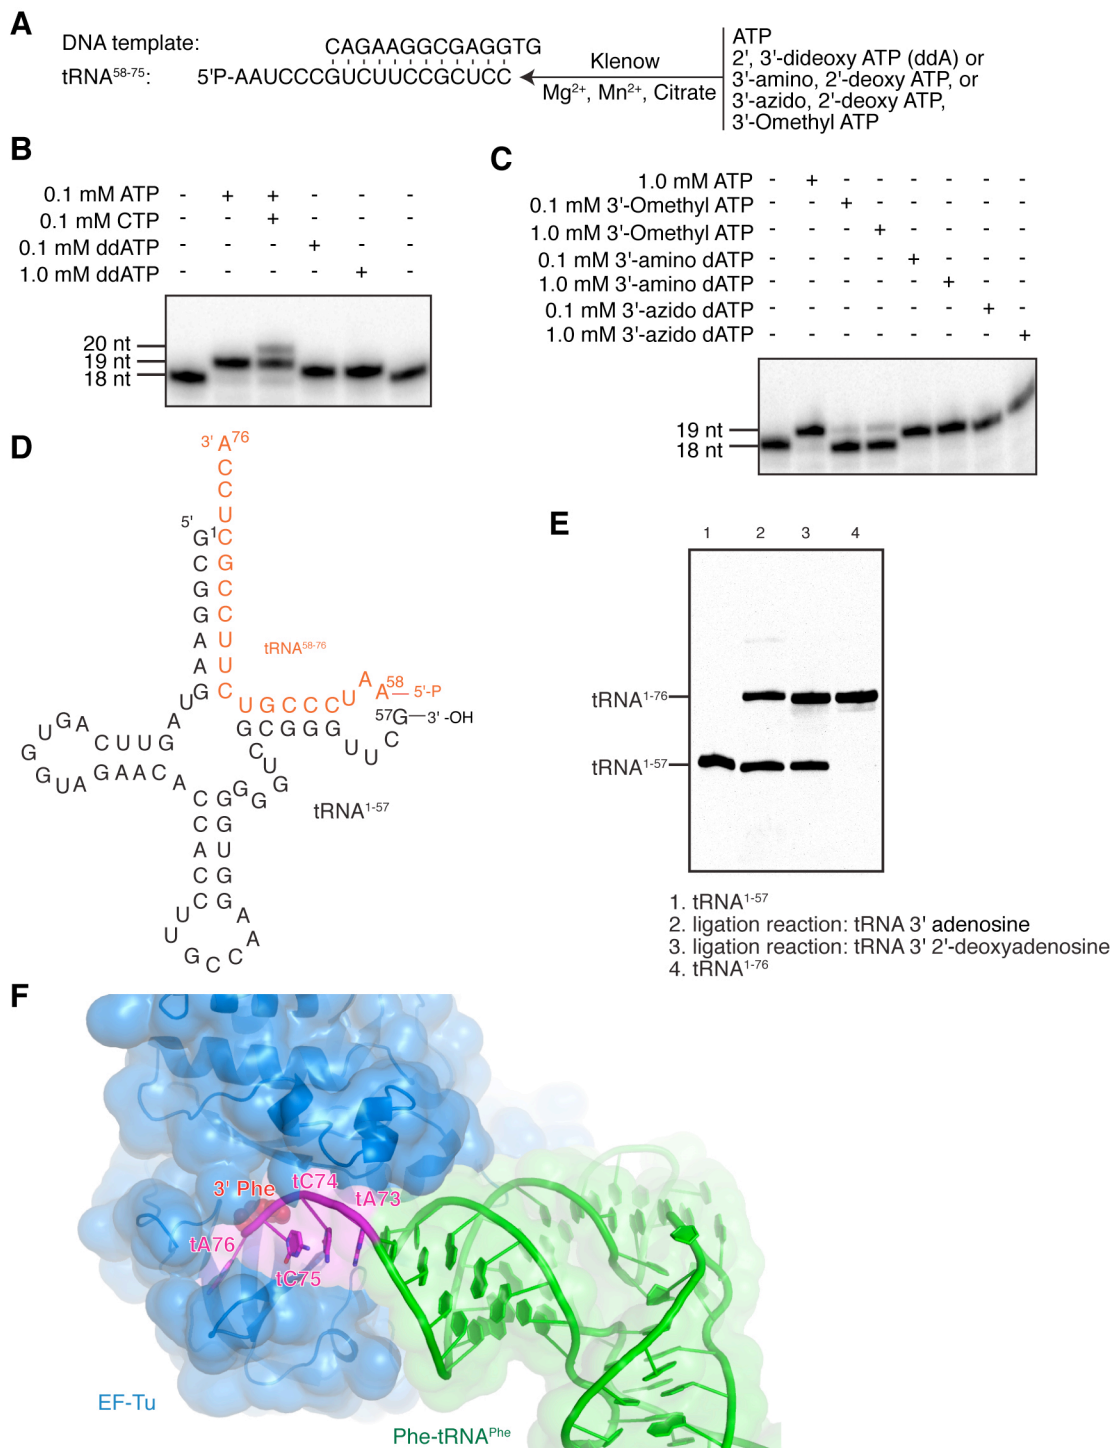 A
DNA template: CAGAAGGCGAGGTG
tRNA58-75: 5'P-AAUCCCGUCUUCCGCUCC
Klenow
Mg2+, Mn2+, Citrate
ATP
2', 3'-dideoxy ATP (ddA) or
3'-amino, 2'-deoxy ATP, or
3'-azido, 2'-deoxy ATP,
3'-Omethyl ATP
B
0.1 mM ATP - + + - - -
0.1 mM CTP - - + - - -
0.1 mM ddATP - - - + - -
1.0 mM ddATP - - - - + -
20 nt
19 nt
18 nt
C
1.0 mM ATP - + - - - - - -
0.1 mM 3'-Omethyl ATP - - + - - - - -
1.0 mM 3'-Omethyl ATP - - - + - - - -
0.1 mM 3'-amino dATP - - - - + - - -
1.0 mM 3'-amino dATP - - - - - + - -
0.1 mM 3'-azido dATP - - - - - - + -
1.0 mM 3'-azido dATP - - - - - - - +
19 nt
18 nt
D
3' A76
C
C
U
5' G1 C
C G
G C
G C
A U
A U
G C
U
A
tRNA58-76
U G C C C U A A58 5'-P
57G 3' -OH
G C G G G U U C
C U G
A G U
C U U G
G G U A G A A C A
G G G
tRNA1-57
C G
C G
A U
C G
C G
U A
U A
G C C
E
1 2 3 4
tRNA1-76
tRNA1-57
1. tRNA1-57
2. ligation reaction: tRNA 3' adenosine
3. ligation reaction: tRNA 3' 2'-deoxyadenosine
4. tRNA1-76
F
3' Phe
tC74
tA73
tA76
tC75
EF-Tu
Phe-tRNAPhe